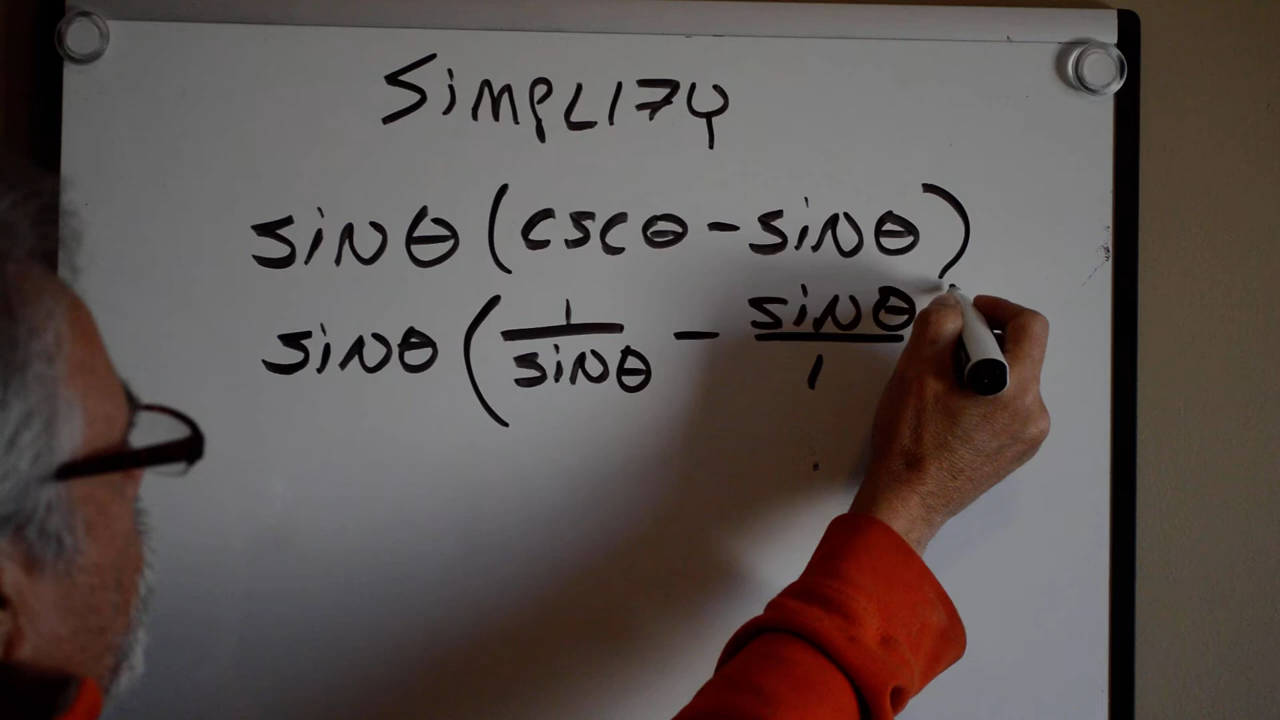 SiMPLIFY
sinθ (cscθ - sinθ)
sinθ ( 1/sinθ - sinθ/1